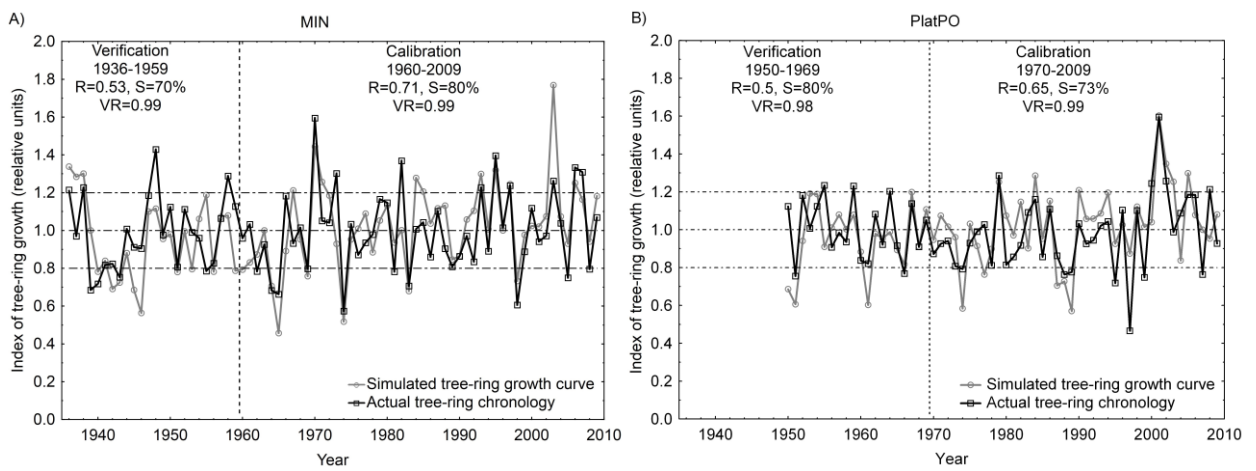 A)
MIN
Index of tree-ring growth (reelative units)
2.0
1.8
1.6
1.4
1.2
1.0
0.8
0.6
0.4
0.2
0.0
Verification
1936-1959
R=0.53, S=70%
VR=0.99
Calibration
1960-2009
R=0.71, S=80%
VR=0.99
Simulated tree-ring growth curve
Actual tree-ring chronology
1940 1950 1960 1970 1980 1990 2000 2010
Year
B)
PlatPO
Index of tree-ring growth (reelative units)
2.0
1.8
1.6
1.4
1.2
1.0
0.8
0.6
0.4
0.2
0.0
Verification
1950-1969
R=0.5, S=80%
VR=0.98
Calibration
1970-2009
R=0.65, S=73%
VR=0.99
Simulated tree-ring growth curve
Actual tree-ring chronology
1940 1950 1960 1970 1980 1990 2000 2010
Year